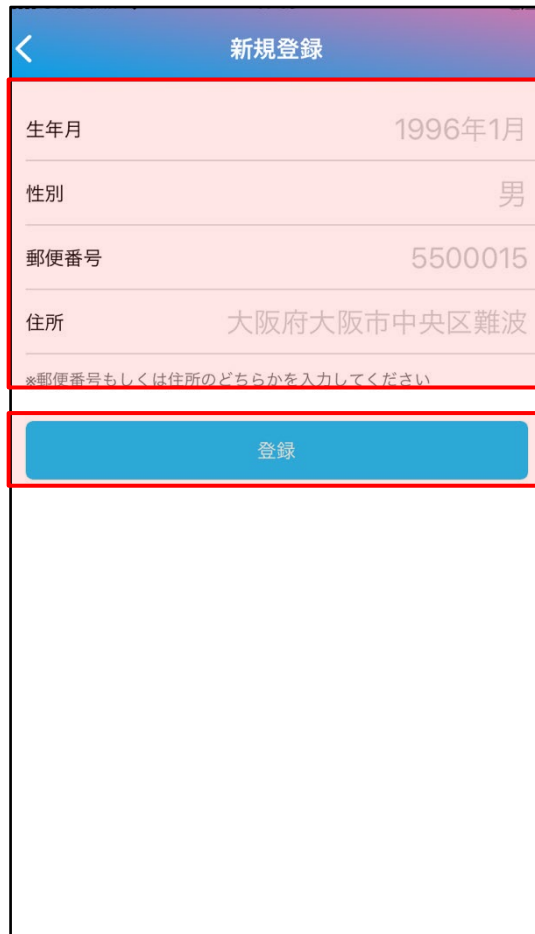 新規登録
生年月 1996年1月
性別 男
郵便番号 5500015
住所 大阪府大阪市中央区難波
※郵便番号もしくは住所のどちらかを入力してください
登録